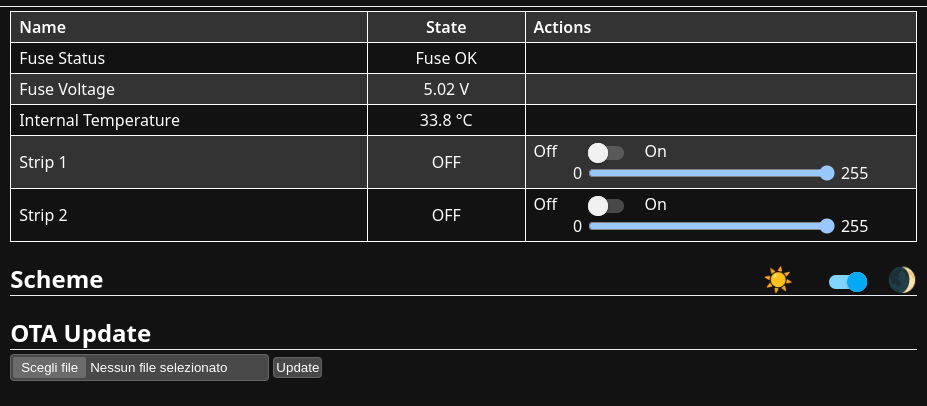 Name State Actions
Fuse Status Fuse OK
Fuse Voltage 5.02 V
Internal Temperature 33.8 °C
Strip 1 OFF Off On
0 255
Strip 2 OFF Off On
0 255
Scheme
OTA Update
Scegli file Nessun file selezionato Update